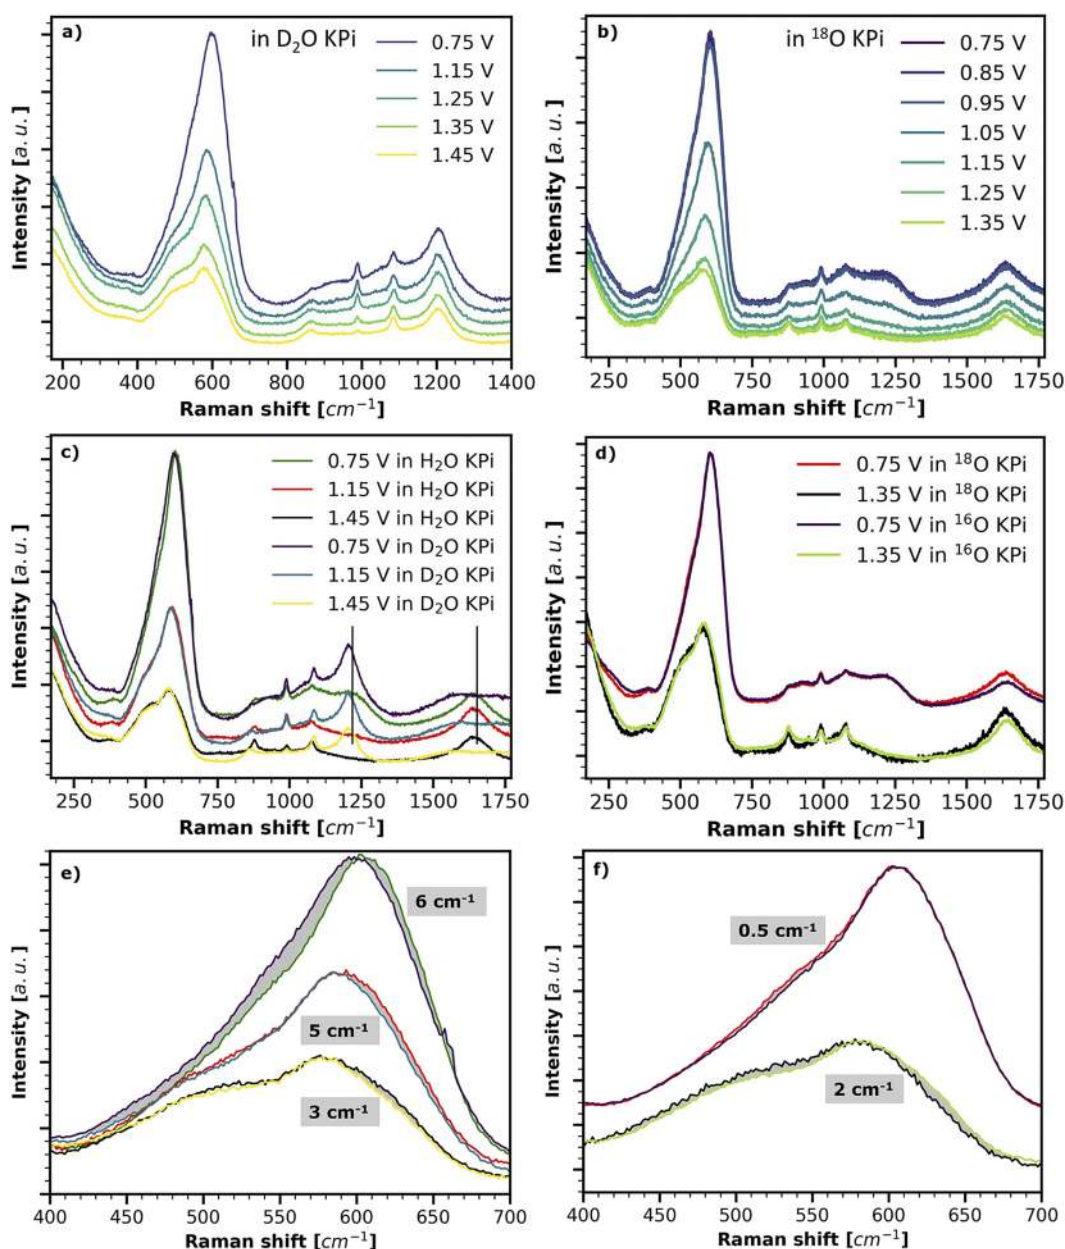 a)
in D₂O KPi
0.75 V
1.15 V
1.25 V
1.35 V
1.45 V
Intensity [a. u.]
200 400 600 800 1000 1200 1400
Raman shift [cm⁻¹]
b)
in ¹⁸O KPi
0.75 V
0.85 V
0.95 V
1.05 V
1.15 V
1.25 V
1.35 V
Intensity [a. u.]
250 500 750 1000 1250 1500 1750
Raman shift [cm⁻¹]
c)
0.75 V in H₂O KPi
1.15 V in H₂O KPi
1.45 V in H₂O KPi
0.75 V in D₂O KPi
1.15 V in D₂O KPi
1.45 V in D₂O KPi
Intensity [a. u.]
250 500 750 1000 1250 1500 1750
Raman shift [cm⁻¹]
d)
0.75 V in ¹⁸O KPi
1.35 V in ¹⁸O KPi
0.75 V in ¹⁶O KPi
1.35 V in ¹⁶O KPi
Intensity [a. u.]
250 500 750 1000 1250 1500 1750
Raman shift [cm⁻¹]
e)
6 cm⁻¹
5 cm⁻¹
3 cm⁻¹
Intensity [a. u.]
400 450 500 550 600 650 700
Raman shift [cm⁻¹]
f)
0.5 cm⁻¹
2 cm⁻¹
Intensity [a. u.]
400 450 500 550 600 650 700
Raman shift [cm⁻¹]